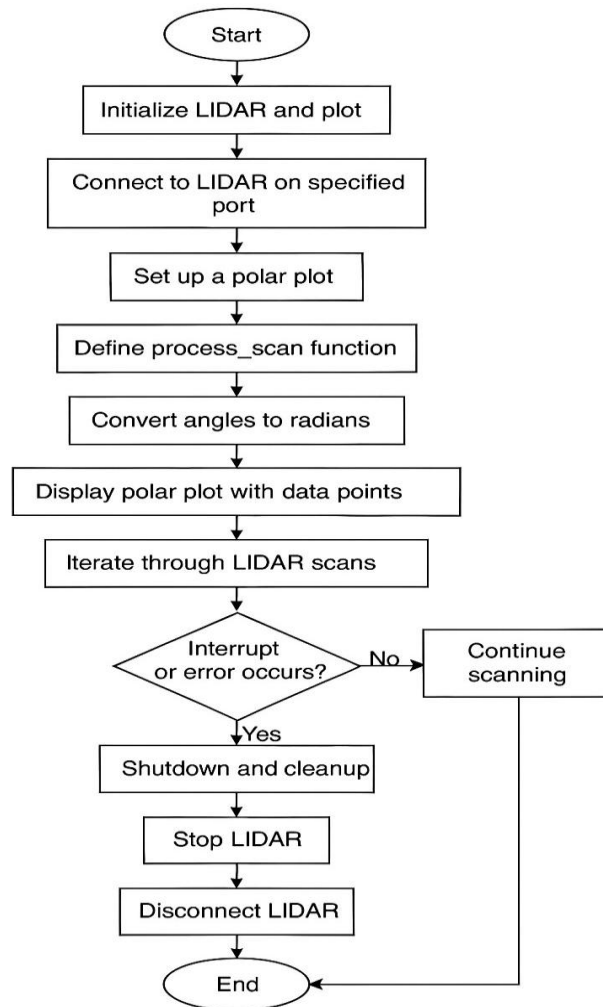 Start
Initialize LIDAR and plot
Connect to LIDAR on specified
port
Set up a polar plot
Define process_scan function
Convert angles to radians
Display polar plot with data points
Iterate through LIDAR scans
Interrupt
or error occurs?
No
Continue
scanning
Yes
Shutdown and cleanup
Stop LIDAR
Disconnect LIDAR
End